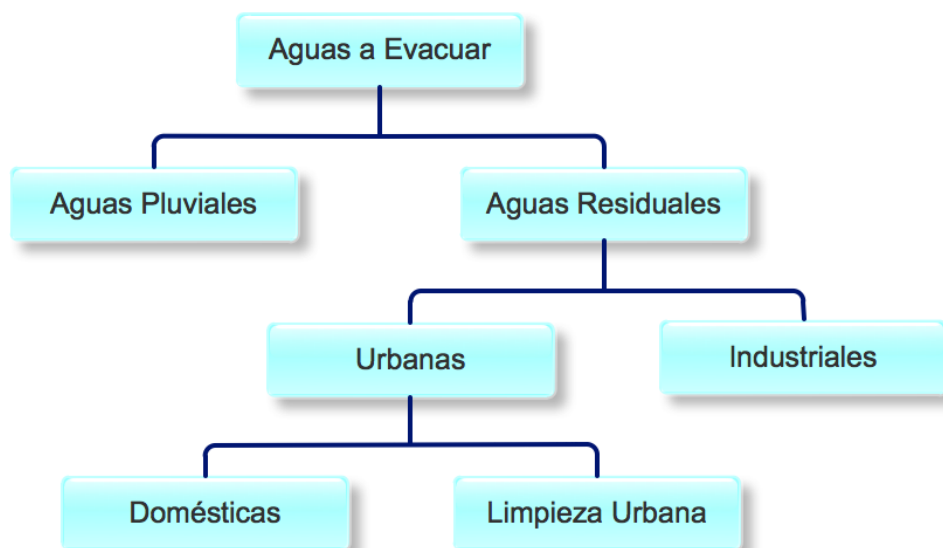 Aguas a Evacuar
Aguas Pluviales
Aguas Residuales
Urbanas
Industriales
Domésticas
Limpieza Urbana